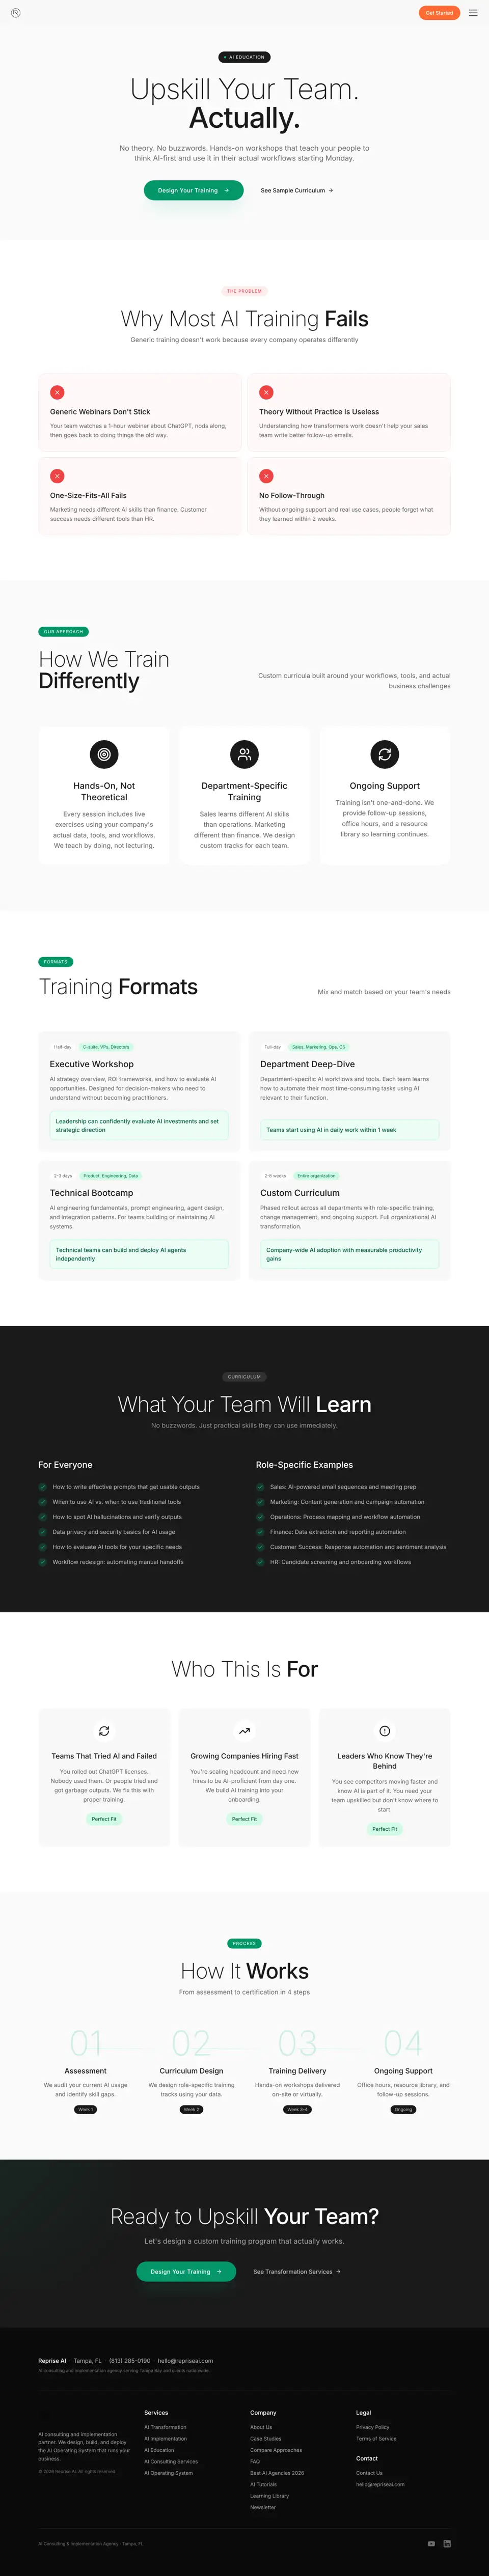 Get Started
AI EDUCATION
Upskill Your Team.
Actually.
No theory. No buzzwords. Hands-on workshops that teach your people to
think AI-first and use it in their actual workflows starting Monday.
Design Your Training →
See Sample Curriculum →
THE PROBLEM
Why Most AI Training Fails
Generic training doesn't work because every company operates differently
Generic Webinars Don't Stick
Your team watches a 1-hour webinar about ChatGPT, nods along,
then goes back to doing things the old way.
Theory Without Practice Is Useless
Understanding how transformers work doesn't help your sales
team write better follow-up emails.
One-Size-Fits-All Fails
Marketing needs different AI skills than finance. Customer
success needs different tools than HR.
No Follow-Through
Without ongoing support and real use cases, people forget what
they learned within 2 weeks.
OUR APPROACH
How We Train
Differently
Custom curricula built around your workflows, tools, and actual
business challenges
Hands-On, Not
Theoretical
Every session includes live
exercises using your company's
actual data, tools, and workflows.
We teach by doing, not lecturing.
Department-Specific
Training
Sales learns different AI skills
than operations. Marketing
different than finance. We design
custom tracks for each team.
Ongoing Support
Training isn't one-and-done. We
provide follow-up sessions,
office hours, and a resource
library so learning continues.
FORMATS
Training Formats
Mix and match based on your team's needs
Half-day
C-suite, VPs, Directors
Executive Workshop
AI strategy overview, ROI frameworks, and how to evaluate AI
opportunities. Designed for decision-makers who need to
understand without becoming practitioners.
Leadership can confidently evaluate AI investments and set
strategic direction
Full-day
Sales, Marketing, Ops, CS
Department Deep-Dive
Department-specific AI workflows and tools. Each team learns
how to automate their most time-consuming tasks using AI
relevant to their function.
Teams start using AI in daily work within 1 week
2-3 days
Product, Engineering, Data
Technical Bootcamp
AI engineering fundamentals, prompt engineering, agent design,
and integration patterns. For teams building or maintaining AI
systems.
Technical teams can build and deploy AI agents
independently
Entire organization
Custom Curriculum
Phased rollout across all departments with role-specific training,
change management, and ongoing support. Full organizational AI
transformation.
Company-wide AI adoption with measurable productivity
gains
CURRICULUM
What Your Team Will Learn
No buzzwords. Just practical skills they can use immediately.
For Everyone
How to write effective prompts that get usable outputs
When to use AI vs. when to use traditional tools
How to spot AI hallucinations and verify outputs
Data privacy and security basics for AI usage
How to evaluate AI tools for your specific needs
Workflow redesign: automating manual handoffs
Role-Specific Examples
Sales: AI-powered email sequences and meeting prep
Marketing: Content generation and campaign automation
Operations: Process mapping and workflow automation
Finance: Data extraction and reporting automation
Customer Success: Response automation and sentiment analysis
HR: Candidate screening and onboarding workflows
Who This Is For
Teams That Tried AI and Failed
You rolled out ChatGPT licenses.
Nobody used them. Or people tried and
got garbage outputs. We fix this with
proper training.
Perfect Fit
Growing Companies Hiring Fast
You're scaling headcount and need new
hires to be AI-proficient from day one.
We build AI training into your
onboarding.
Perfect Fit
Leaders Who Know They're
Behind
You see competitors moving faster and
know AI is part of it. You need your
team upskilled but don't know where to
start.
Perfect Fit
PROCESS
How It Works
From assessment to certification in 4 steps
01
Assessment
We audit your current AI usage
and identify skill gaps.
Week 1
02
Curriculum Design
We design role-specific training
tracks using your data.
Week 2
03
Training Delivery
Hands-on workshops delivered
on-site or virtually.
Week 3-4
04
Ongoing Support
Office hours, resource library, and
follow-up sessions.
Ongoing
Ready to Upskill Your Team?
Let's design a custom training program that actually works.
Design Your Training →
See Transformation Services →
Reprise AI · Tampa, FL · (813) 285-0190 · hello@repriseai.com
AI consulting and implementation agency serving Tampa Bay and clients nationwide.
AI consulting and implementation
partner. We design, build, and deploy
the AI Operating System that runs your
business.
© 2026 Reprise AI. All rights reserved.
Services
AI Transformation
AI Implementation
AI Education
AI Consulting Services
AI Operating System
Company
About Us
Case Studies
Compare Approaches
FAQ
Best AI Agencies 2026
AI Tutorials
Learning Library
Newsletter
Legal
Privacy Policy
Terms of Service
Contact
Contact Us
hello@repriseai.com
AI Consulting & Implementation Agency · Tampa, FL